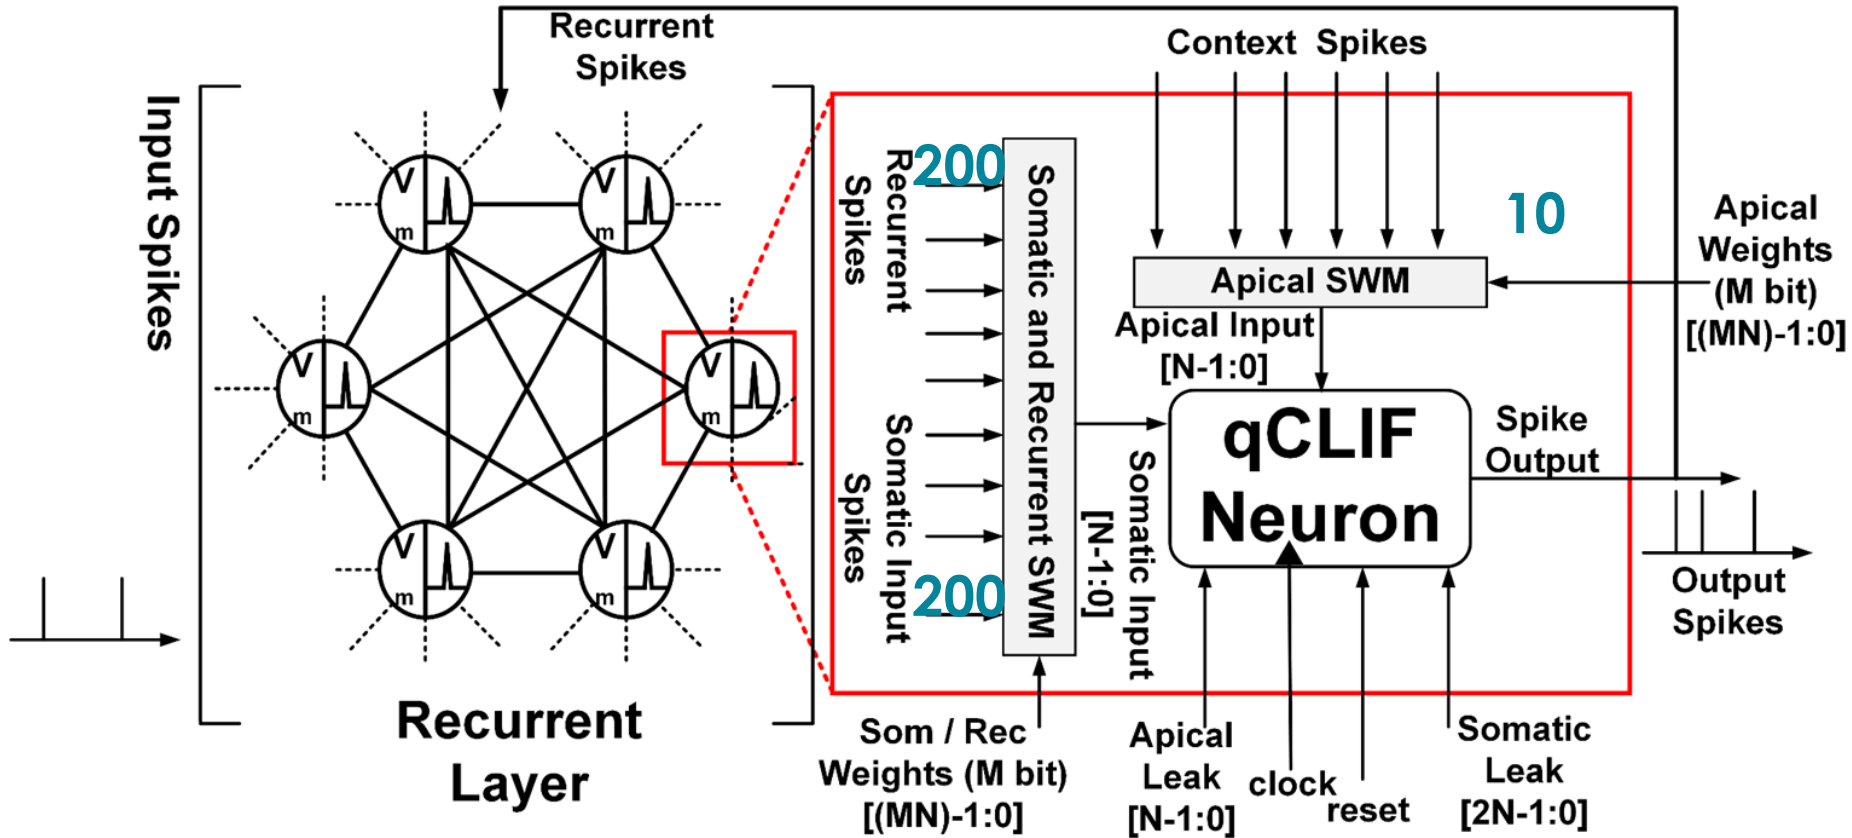 Recurrent
Spikes
Input Spikes
V
m
V
m
V
m
V
m
V
m
V
m
Recurrent
Layer
Context Spikes
Recurrent
Spikes
200
Somatic Input
Spikes
200
Somatic and Recurrent SWM
10
Apical SWM
Apical
Weights
(M bit)
[(MN)-1:0]
Apical Input
[N-1:0]
Somatic Input
[N-1:0]
qCLIF
Neuron
Spike
Output
Output
Spikes
Som / Rec
Weights (M bit)
[(MN)-1:0]
Apical
Leak
[N-1:0]
clock
reset
Somatic
Leak
[2N-1:0]